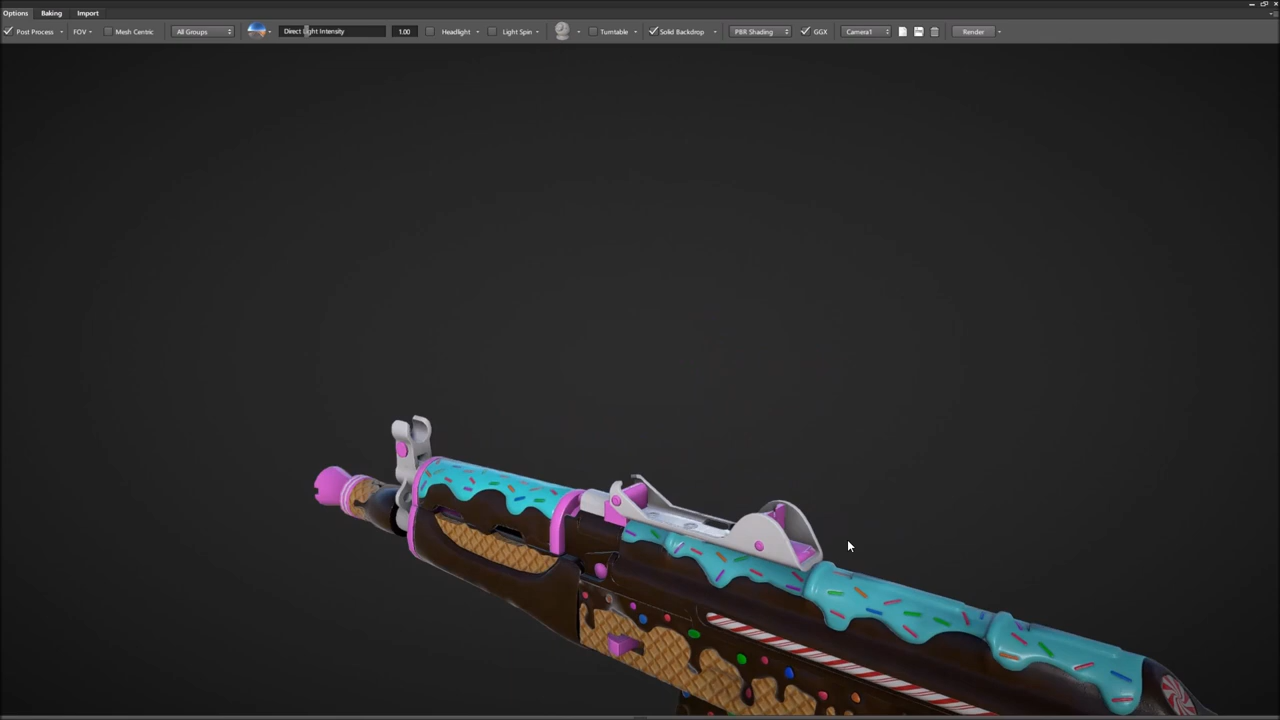 Options Baking Import
Post Process FOV Mesh Centric All Groups Direct Light Intensity 1.00 Headlight Light Spin Turntable Solid Backdrop PBR Shading GGX Camera1 Render